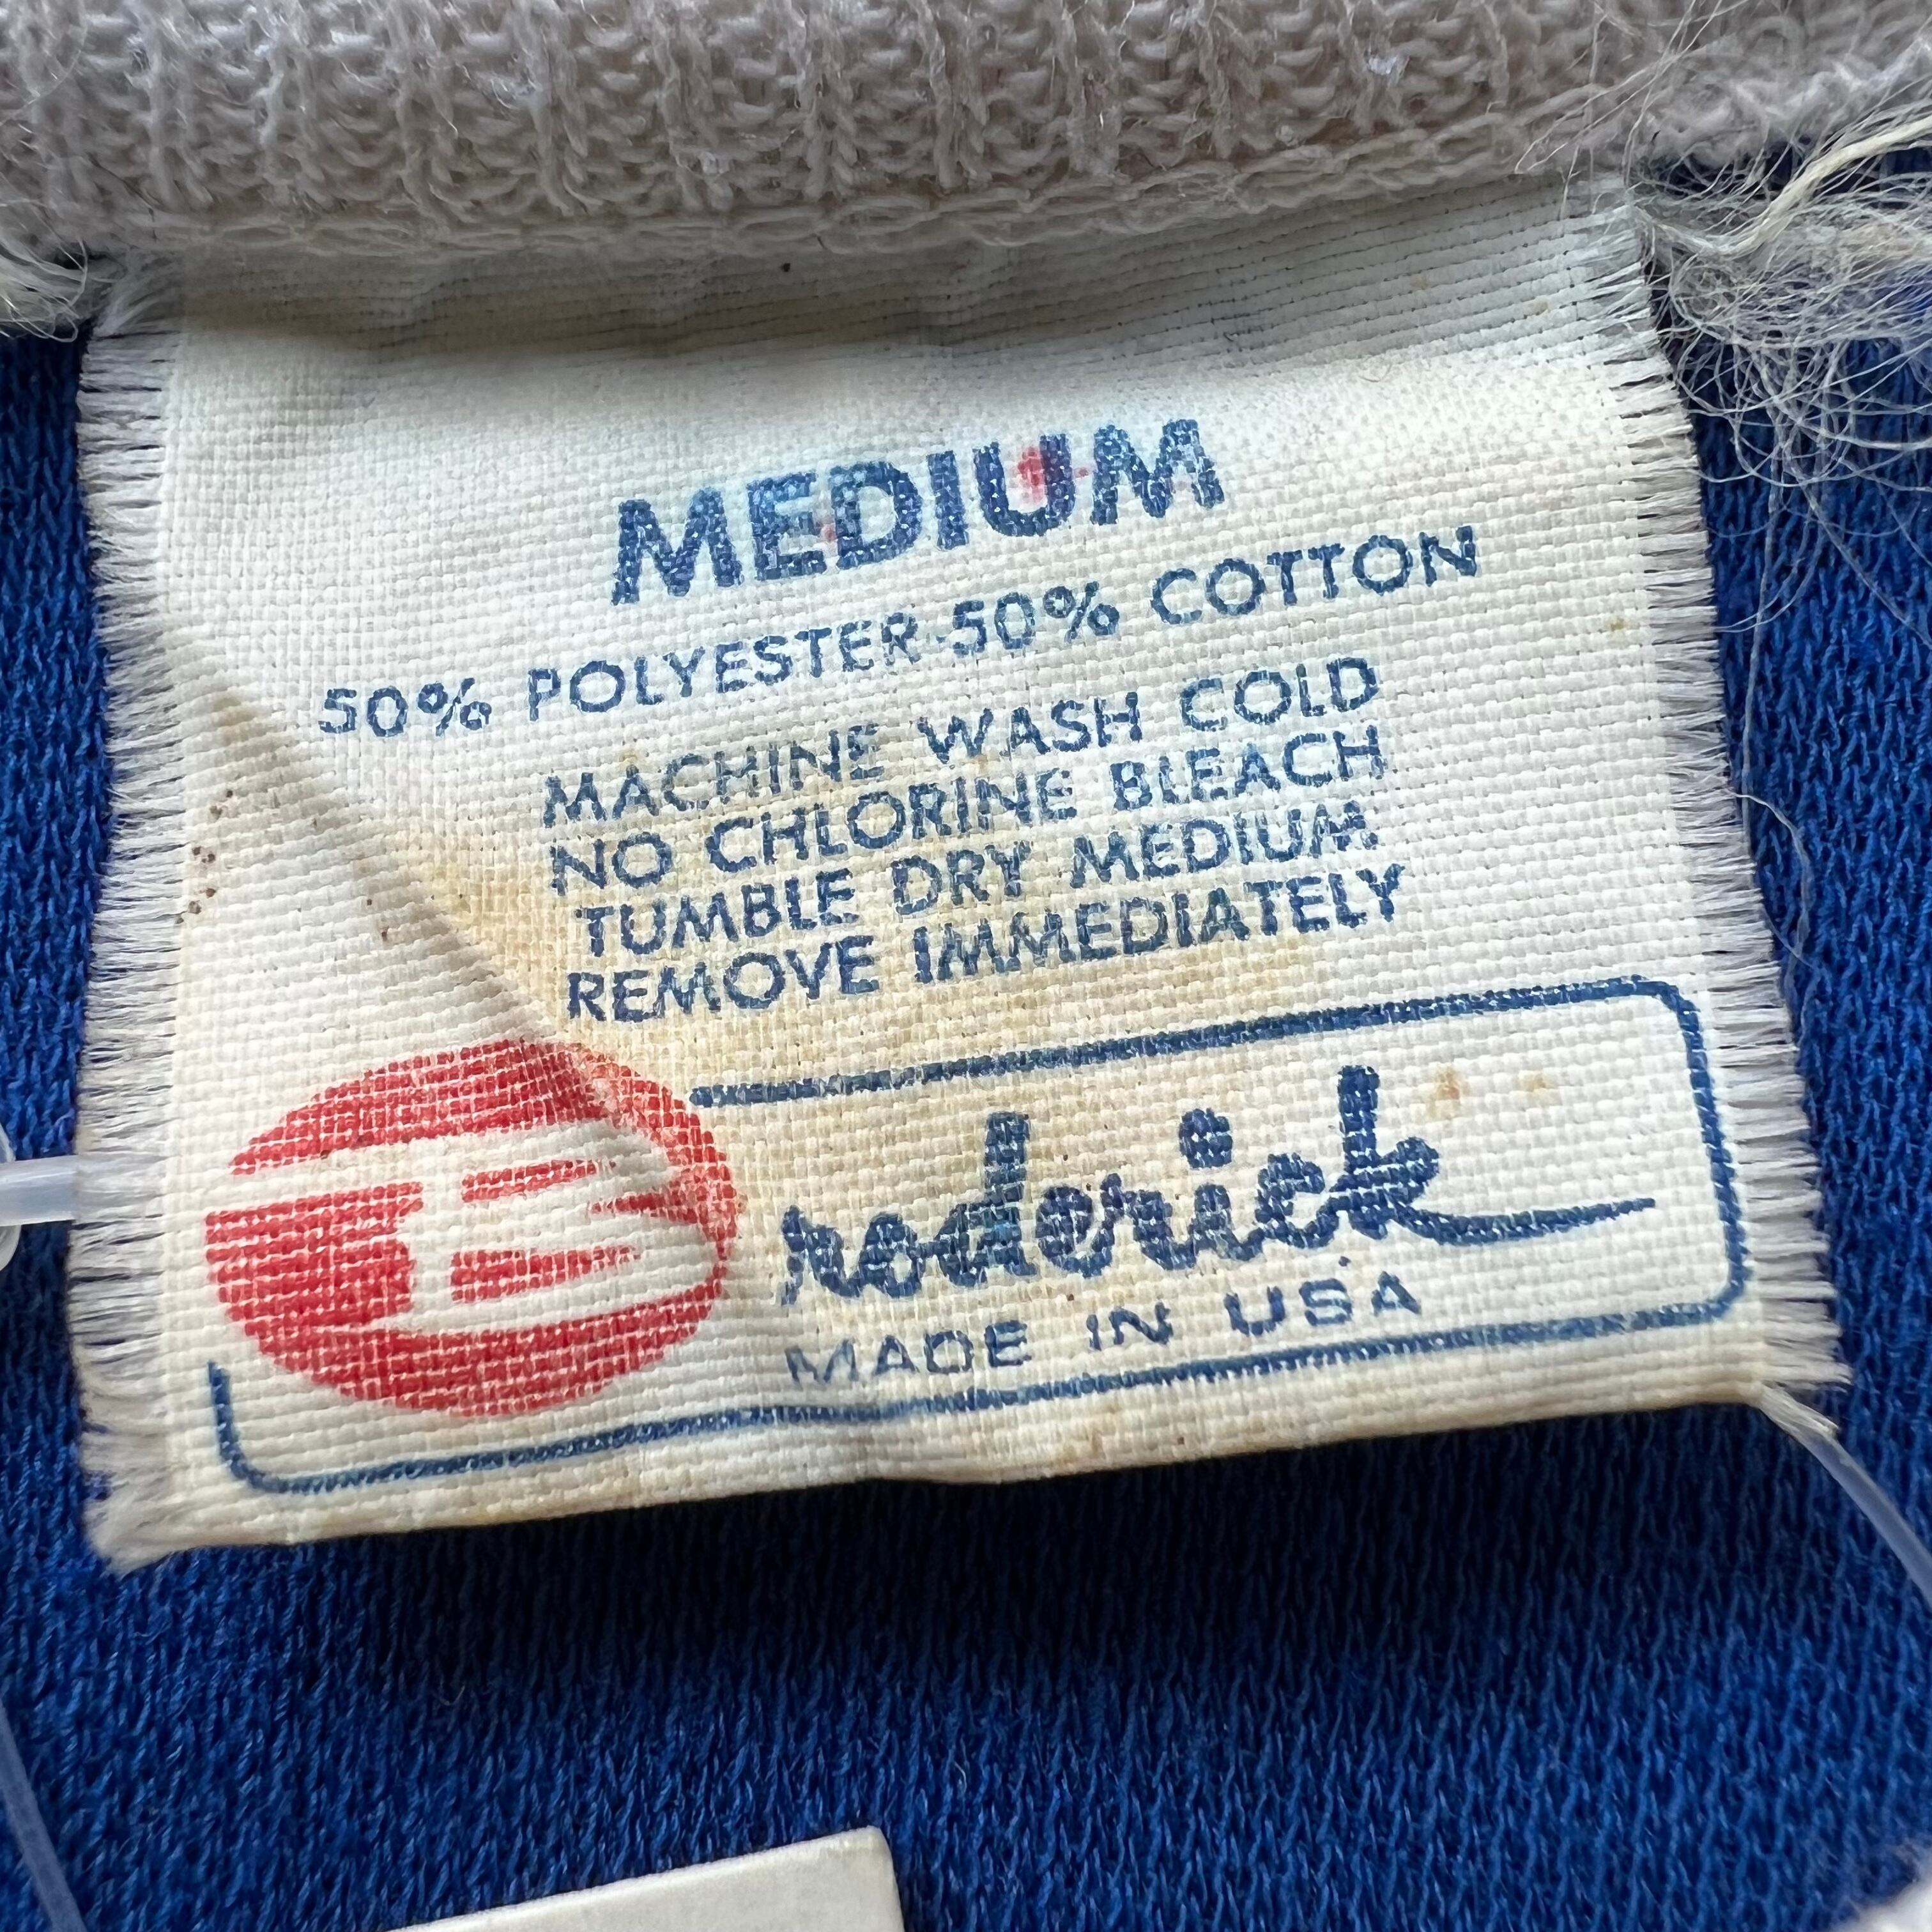 MEDIUM
50% POLYESTER-50% COTTON
MACHINE WASH COLD
NO CHLORINE BLEACH
TUMBLE DRY MEDIUM
REMOVE IMMEDIATELY
Broderick
MADE IN USA